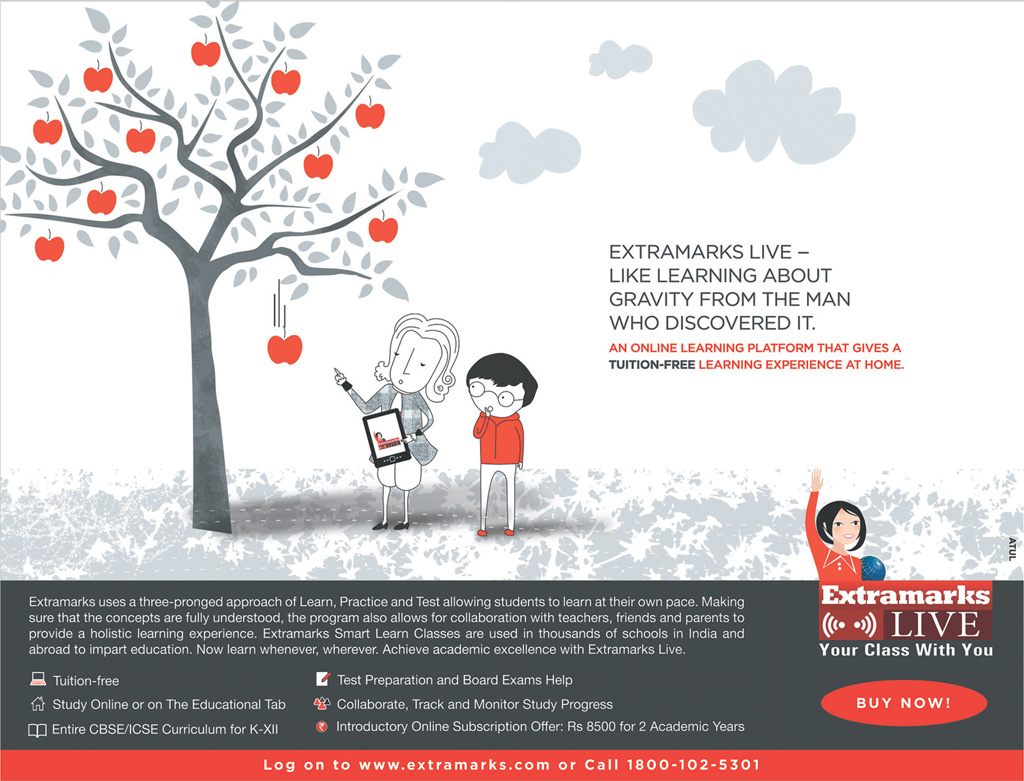 EXTRAMARKS LIVE –
LIKE LEARNING ABOUT
GRAVITY FROM THE MAN
WHO DISCOVERED IT.
AN ONLINE LEARNING PLATFORM THAT GIVES A
TUITION-FREE LEARNING EXPERIENCE AT HOME.
ATUL
Extramarks uses a three-pronged approach of Learn, Practice and Test allowing students to learn at their own pace. Making
sure that the concepts are fully understood, the program also allows for collaboration with teachers, friends and parents to
provide a holistic learning experience. Extramarks Smart Learn Classes are used in thousands of schools in India and
abroad to impart education. Now learn whenever, wherever. Achieve academic excellence with Extramarks Live.
Tuition-free
Study Online or on The Educational Tab
Entire CBSE/ICSE Curriculum for K-XII
Test Preparation and Board Exams Help
Collaborate, Track and Monitor Study Progress
Introductory Online Subscription Offer: Rs 8500 for 2 Academic Years
Extramarks
LIVE
Your Class With You
BUY NOW!
Log on to www.extramarks.com or Call 1800-102-5301